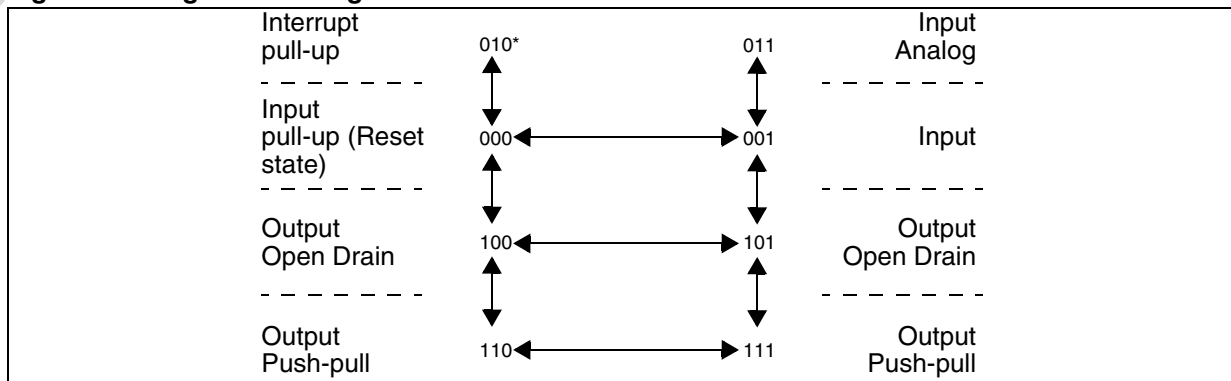 Interrupt
pull-up
010*
011
Input
Analog
Input
pull-up (Reset
state)
000
001
Input
Output
Open Drain
100
101
Output
Open Drain
Output
Push-pull
110
111
Output
Push-pull